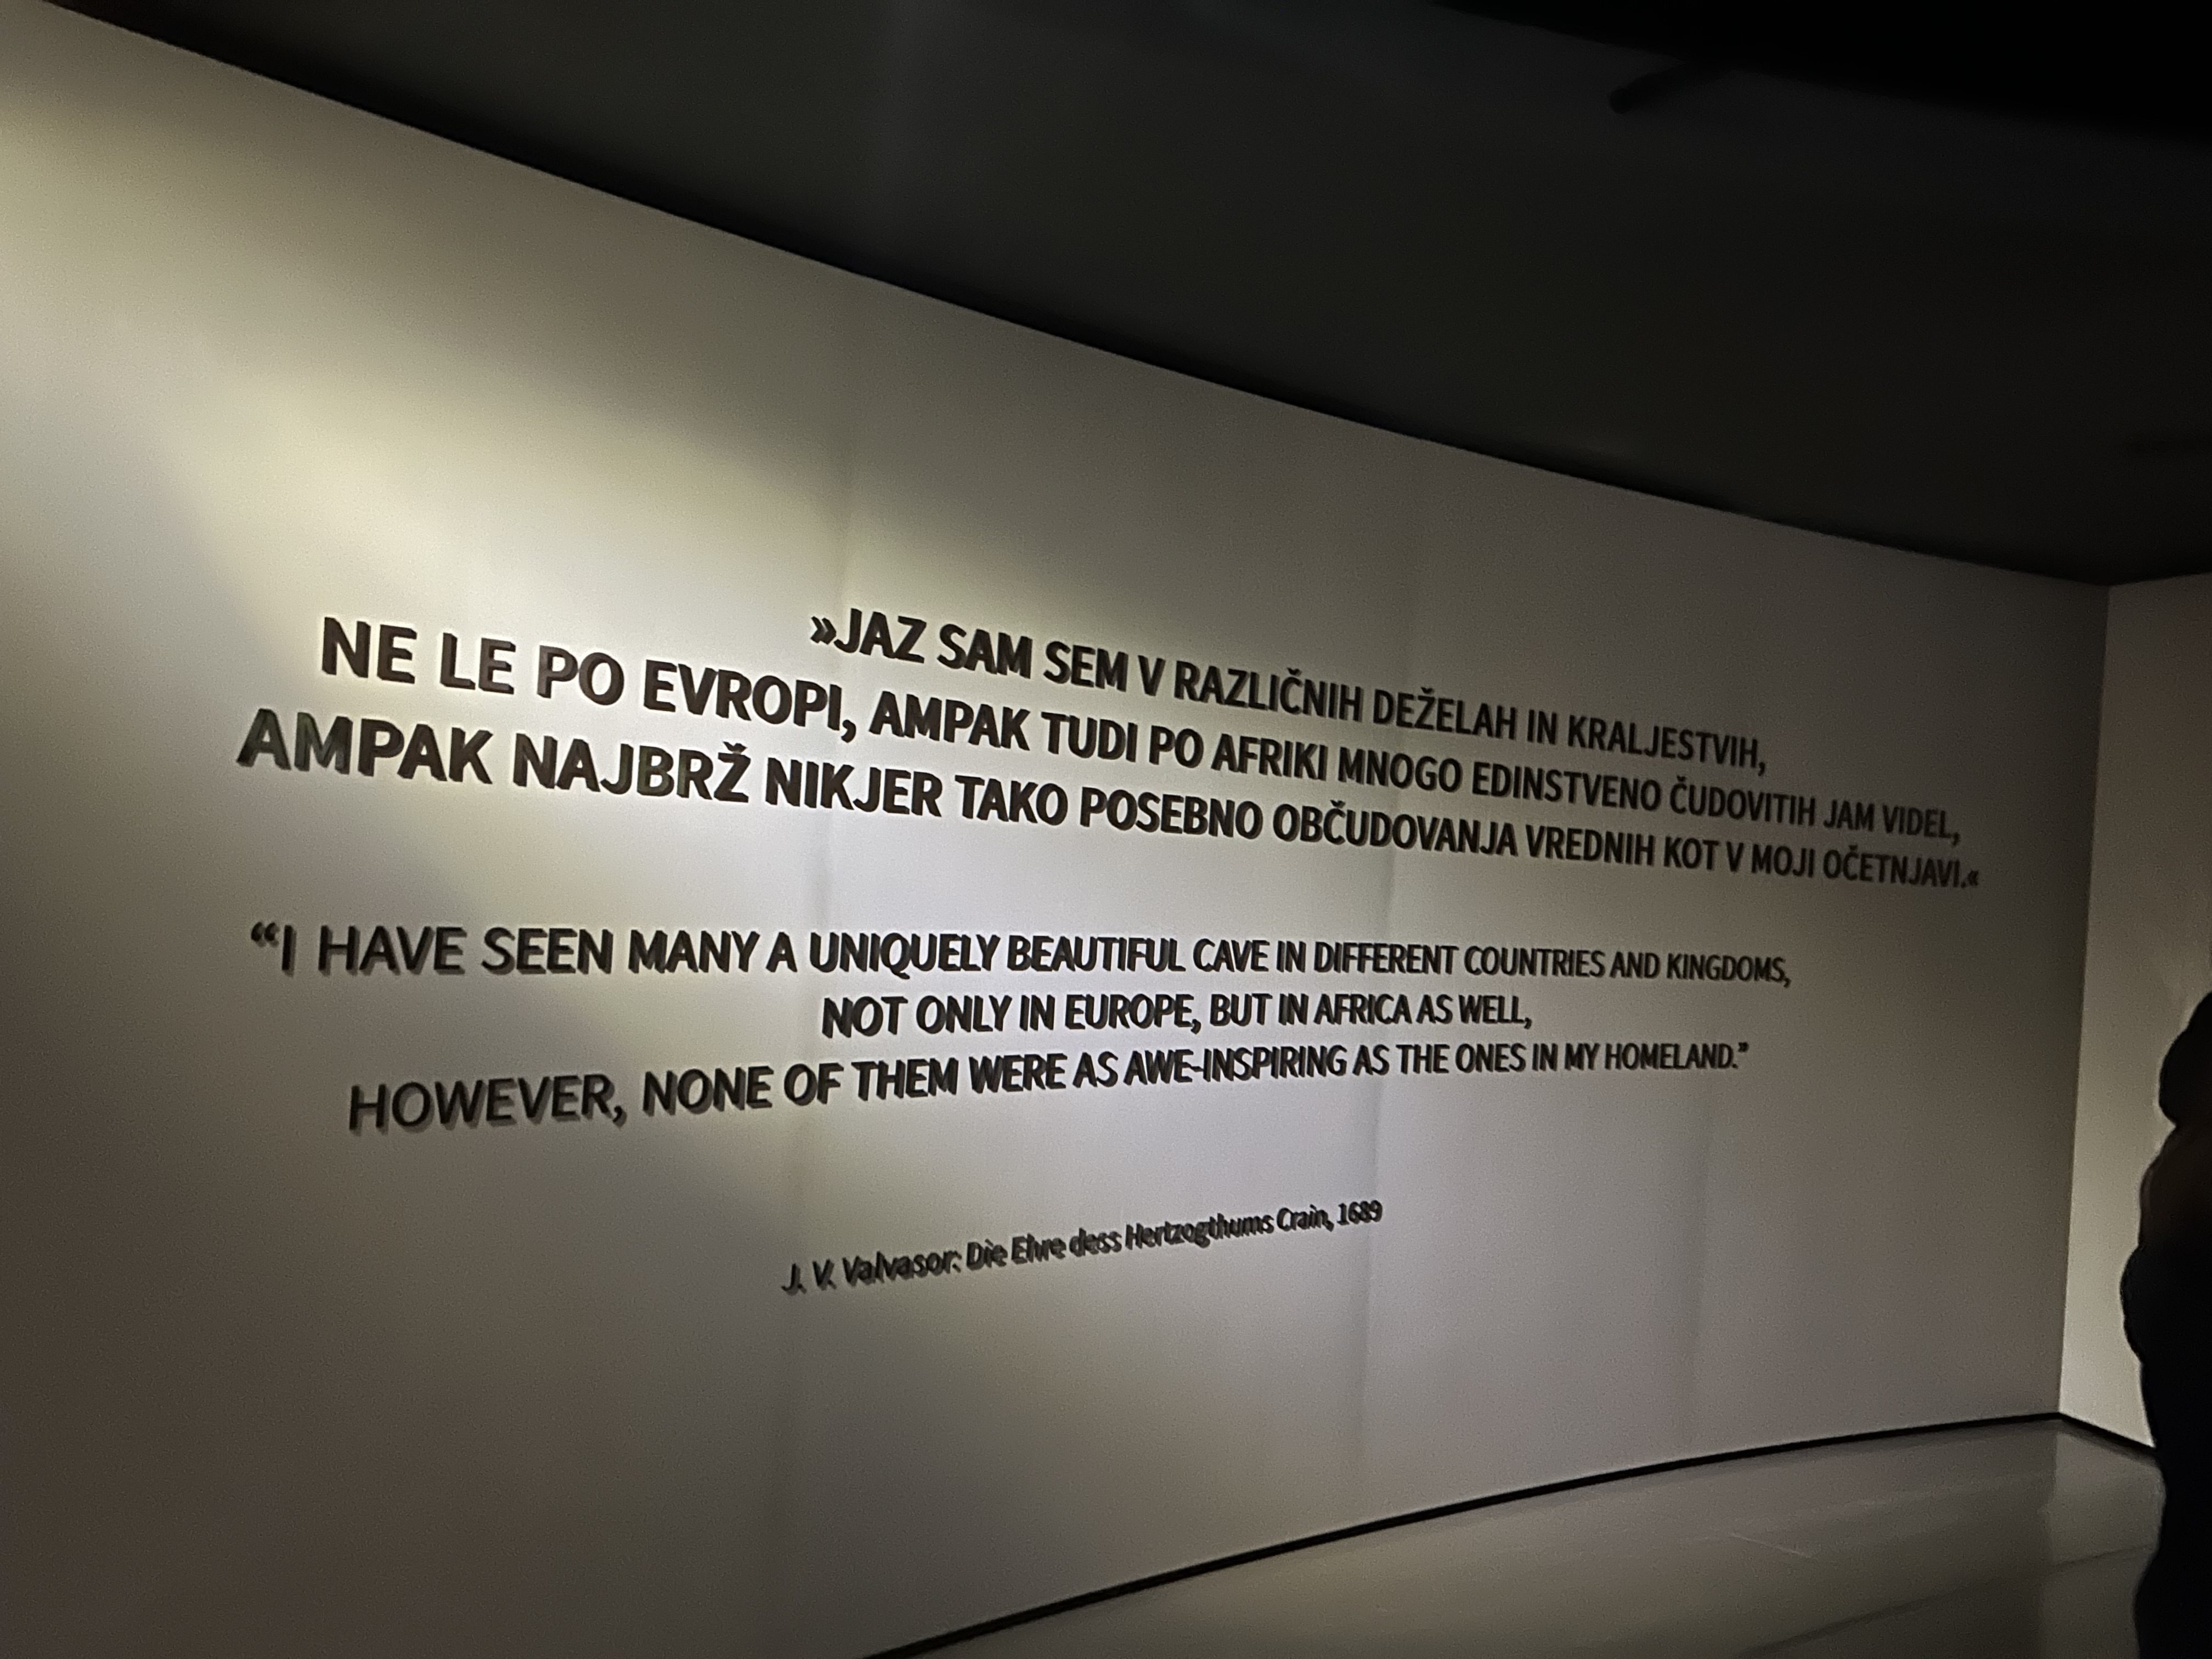 »JAZ SAM SEM V RAZLIČNIH DEŽELAH IN KRALJESTVIH,
NE LE PO EVROPI, AMPAK TUDI PO AFRIKI MNOGO EDINSTVENO ČUDOVITIH JAM VIDEL,
AMPAK NAJBRŽ NIKJER TAKO POSEBNO OBČUDOVANJA VREDNIH KOT V MOJI OČETNJAVI.«
“I HAVE SEEN MANY A UNIQUELY BEAUTIFUL CAVE IN DIFFERENT COUNTRIES AND KINGDOMS,
NOT ONLY IN EUROPE, BUT IN AFRICA AS WELL,
HOWEVER, NONE OF THEM WERE AS AWE-INSPIRING AS THE ONES IN MY HOMELAND.”
J. V. Valvasor: Die Ehre dess Hertzogthums Crain, 1689